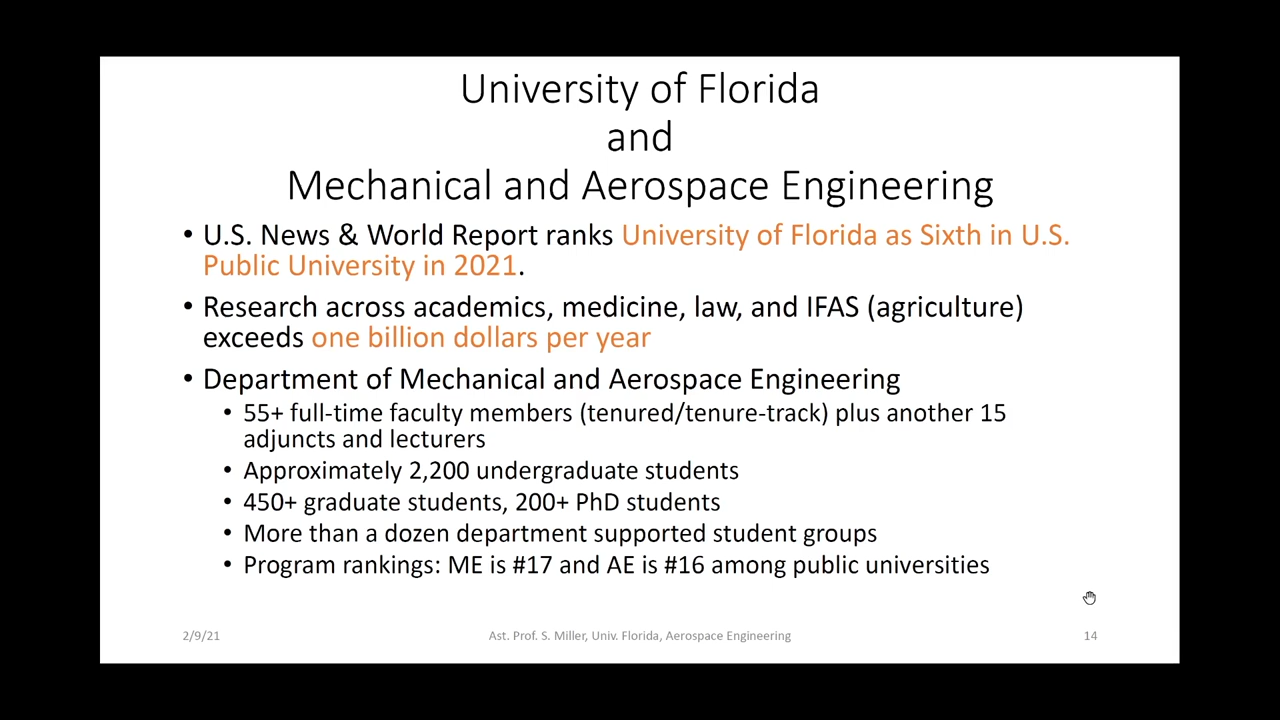 University of Florida
and
Mechanical and Aerospace Engineering
• U.S. News & World Report ranks University of Florida as Sixth in U.S.
Public University in 2021.
• Research across academics, medicine, law, and IFAS (agriculture)
exceeds one billion dollars per year
• Department of Mechanical and Aerospace Engineering
• 55+ full-time faculty members (tenured/tenure-track) plus another 15
adjuncts and lecturers
• Approximately 2,200 undergraduate students
• 450+ graduate students, 200+ PhD students
• More than a dozen department supported student groups
• Program rankings: ME is #17 and AE is #16 among public universities
2/9/21
Ast. Prof. S. Miller, Univ. Florida, Aerospace Engineering
14